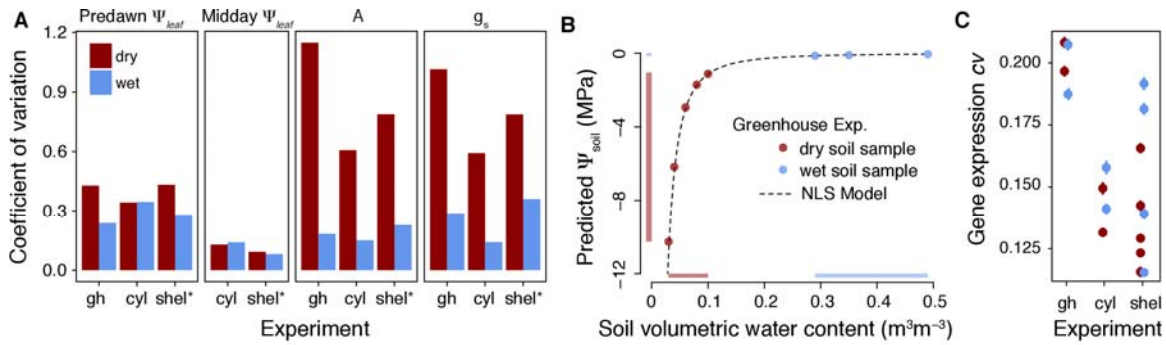 A
Predawn Ψleaf
Midday Ψleaf
A
gs
Coefficient of variation
1.2
0.9
0.6
0.3
0.0
dry
wet
gh cyl shel*
cyl shel*
gh cyl shel*
gh cyl shel*
Experiment
B
Predicted Ψsoil (MPa)
0
−4
−8
−12
Greenhouse Exp.
dry soil sample
wet soil sample
NLS Model
0 0.1 0.2 0.3 0.4 0.5
Soil volumetric water content (m³m⁻³)
C
Gene expression cv
0.200
0.175
0.150
0.125
gh cyl shel
Experiment